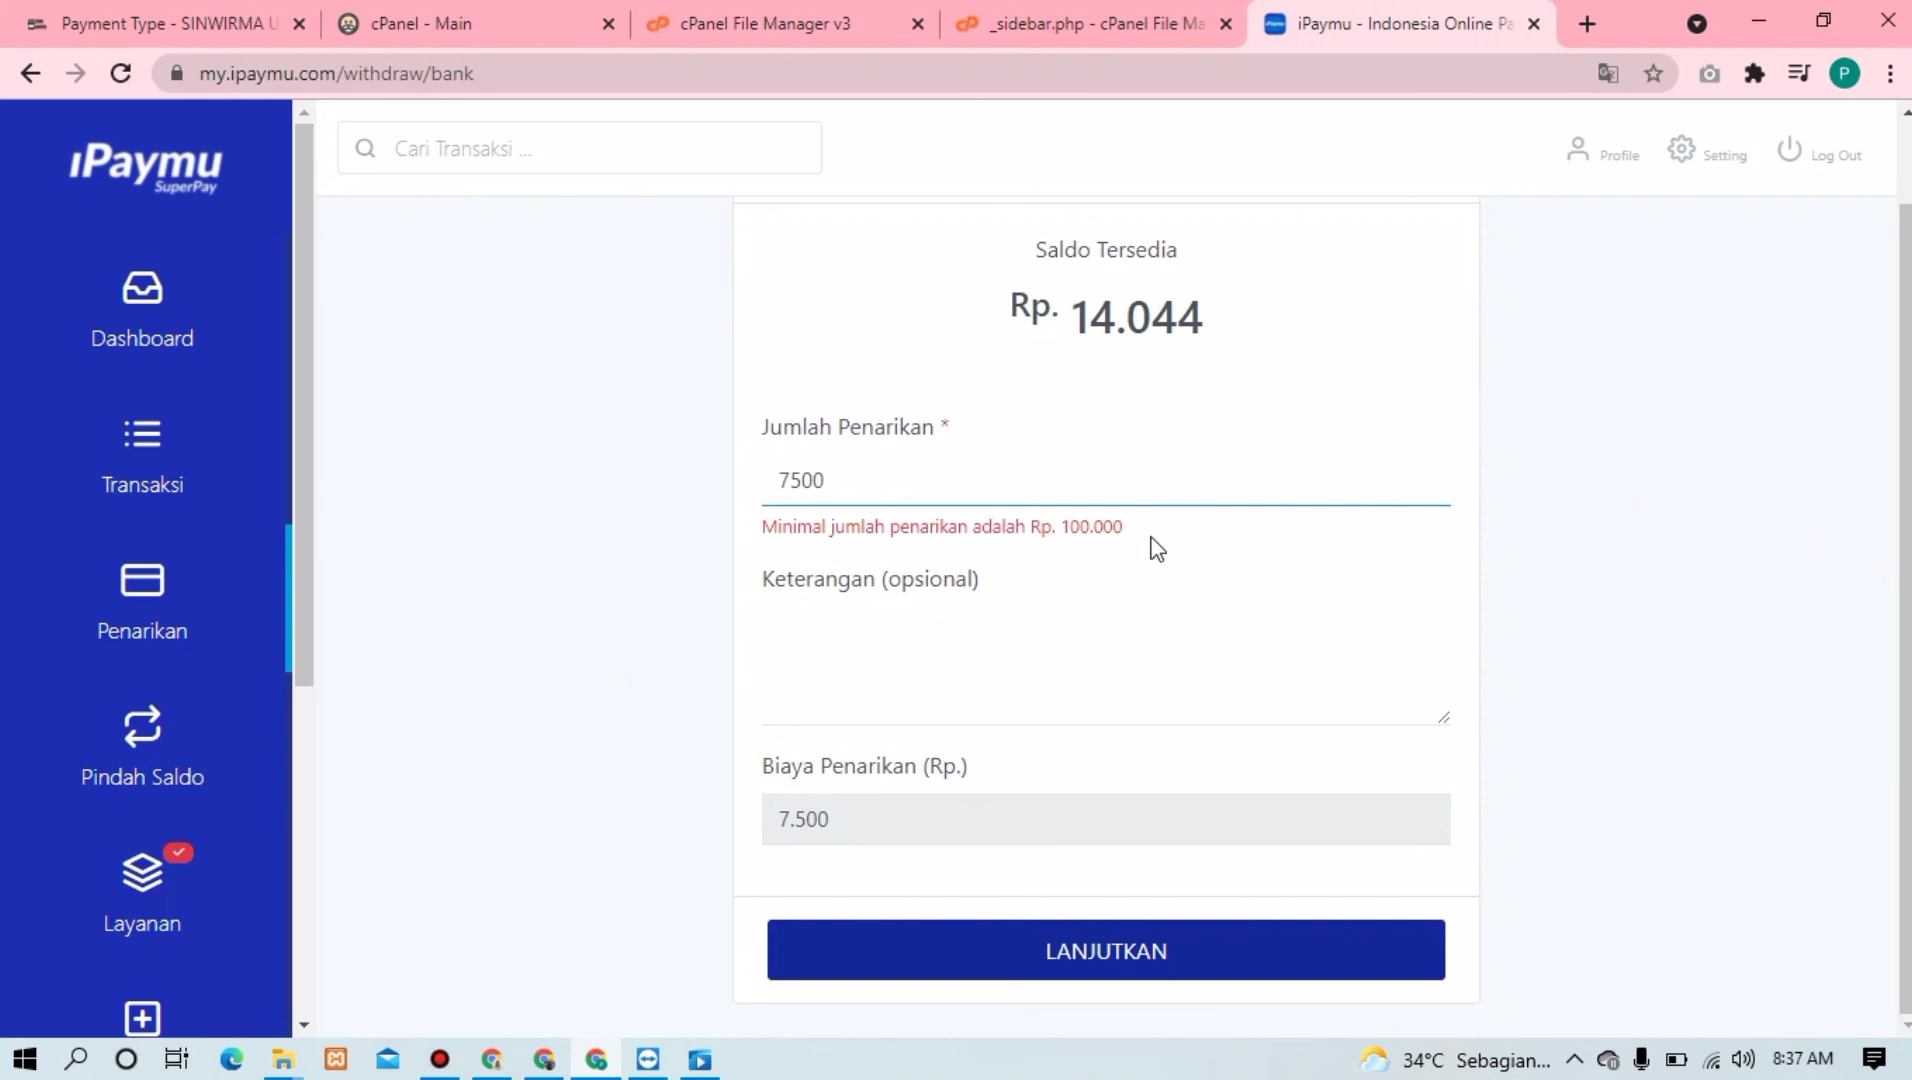 Payment Type - SINWIRMA U
cPanel - Main
cPanel File Manager v3
_sidebar.php - cPanel File Ma
iPaymu - Indonesia Online Pa
my.ipaymu.com/withdraw/bank
P
iPaymu
SuperPay
Cari Transaksi ...
Profile
Setting
Log Out
Dashboard
Transaksi
Penarikan
Pindah Saldo
Layanan
Saldo Tersedia
Rp. 14.044
Jumlah Penarikan *
7500
Minimal jumlah penarikan adalah Rp. 100.000
Keterangan (opsional)
Biaya Penarikan (Rp.)
7.500
LANJUTKAN
34°C Sebagian...
8:37 AM